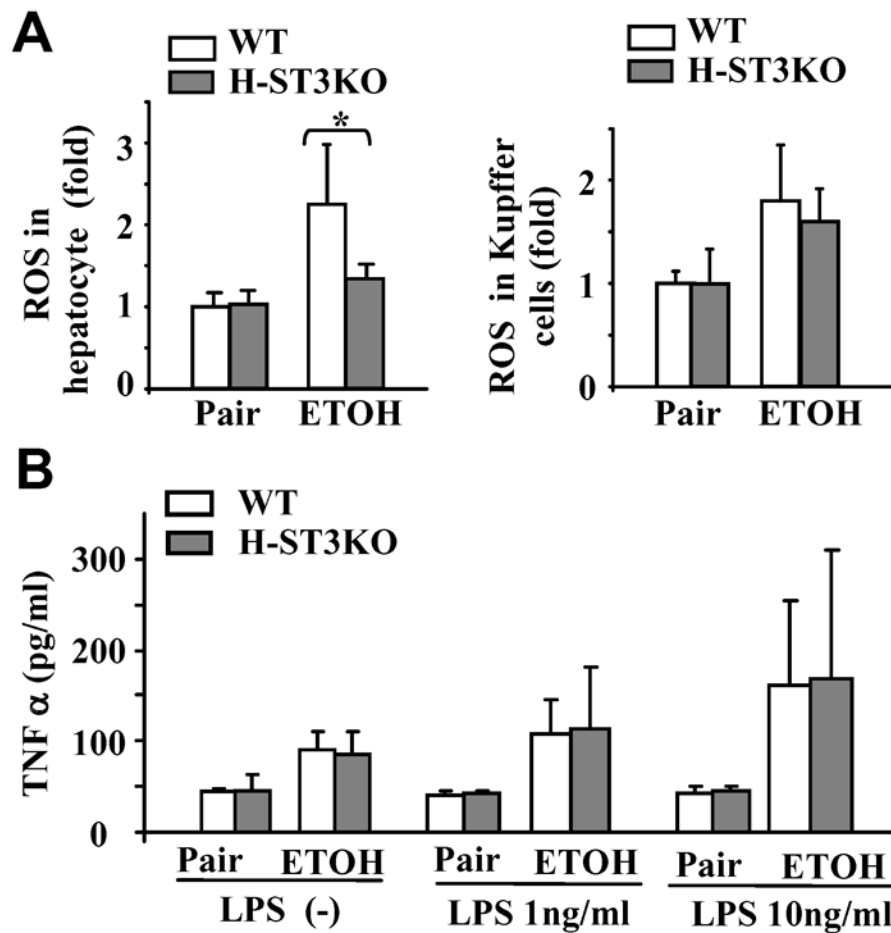 A
WT
H-ST3KO
ROS in
hepatocyte (fold)
3
2
1
0
*
Pair ETOH
WT
H-ST3KO
ROS in Kupffer
cells (fold)
2
1
0
Pair ETOH
B
WT
H-ST3KO
TNF α (pg/ml)
300
200
100
0
Pair ETOH Pair ETOH Pair ETOH
LPS (-) LPS 1ng/ml LPS 10ng/ml